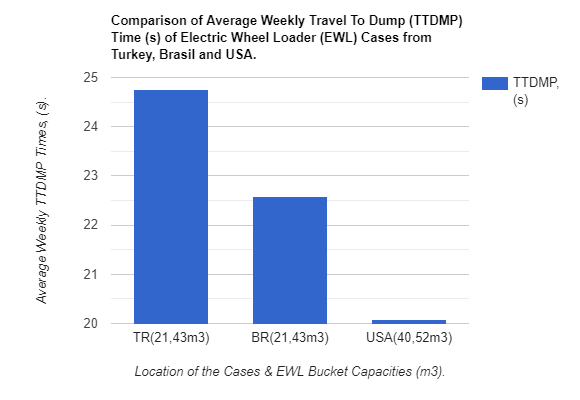 Comparison of Average Weekly Travel To Dump (TTDMP)
Time (s) of Electric Wheel Loader (EWL) Cases from
Turkey, Brasil and USA.
25
24
23
22
21
20
Average Weekly TTDMP Times, (s).
TTDMP,
(s)
TR(21,43m3)
BR(21,43m3)
USA(40,52m3)
Location of the Cases & EWL Bucket Capacities (m3).